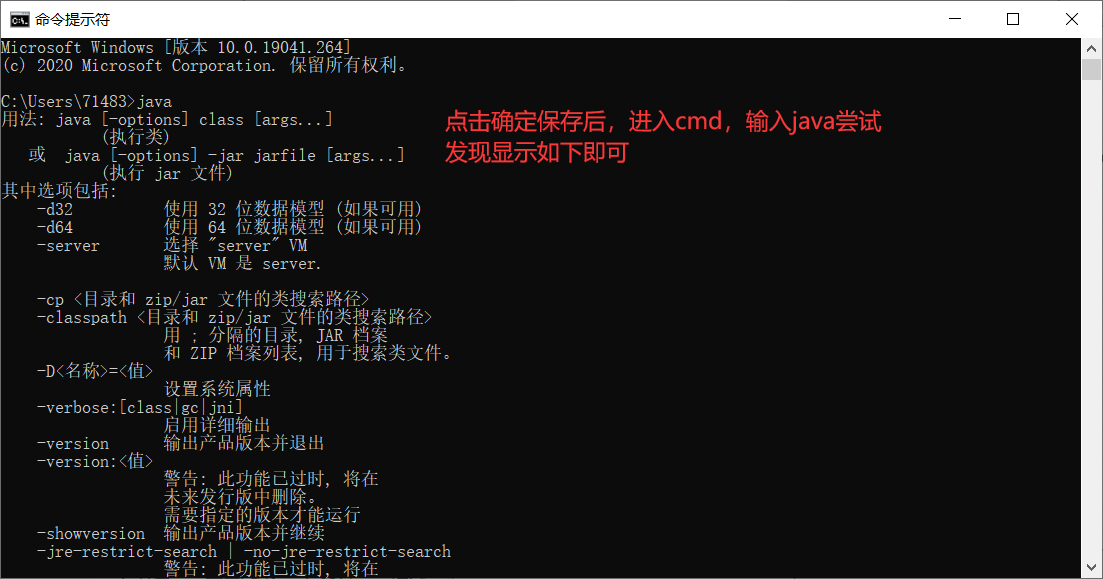 命令提示符
Microsoft Windows [版本 10.0.19041.264]
(c) 2020 Microsoft Corporation. 保留所有权利。
C:\Users\71483>java
用法: java [-options] class [args...]
(执行类)
或 java [-options] -jar jarfile [args...]
(执行 jar 文件)
其中选项包括:
-d32 使用 32 位数据模型 (如果可用)
-d64 使用 64 位数据模型 (如果可用)
-server 选择 "server" VM
默认 VM 是 server.
-cp <目录和 zip/jar 文件的类搜索路径>
-classpath <目录和 zip/jar 文件的类搜索路径>
用 ; 分隔的目录, JAR 档案
和 ZIP 档案列表, 用于搜索类文件。
-D<名称>=<值>
设置系统属性
-verbose:[class|gc|jni]
启用详细输出
-version 输出产品版本并退出
-version:<值>
警告: 此功能已过时, 将在
未来发行版中删除。
需要指定的版本才能运行
-showversion 输出产品版本并继续
-jre-restrict-search | -no-jre-restrict-search
警告: 此功能已过时, 将在
点击确定保存后，进入cmd，输入java尝试
发现显示如下即可